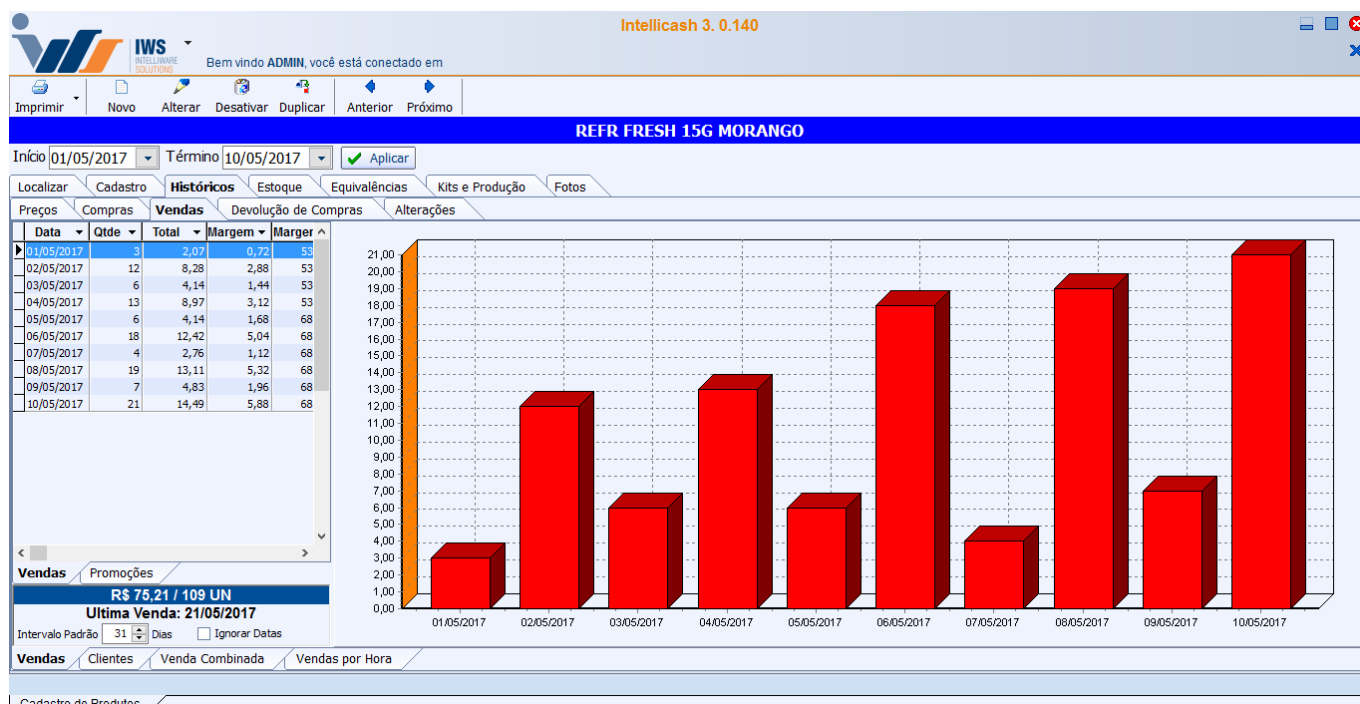 Intellicash 3. 0.140
IWS
INTELLIWARE
SOLUTIONS
Bem vindo ADMIN, você está conectado em
Imprimir Novo Alterar Desativar Duplicar Anterior Próximo
REFR FRESH 15G MORANGO
Início 01/05/2017 Término 10/05/2017 Aplicar
Localizar Cadastro Históricos Estoque Equivalências Kits e Produção Fotos
Preços Compras Vendas Devolução de Compras Alterações
Data Qtde Total Margem Marger
01/05/2017 3 2,07 0,72 53
02/05/2017 12 8,28 2,88 53
03/05/2017 6 4,14 1,44 53
04/05/2017 13 8,97 3,12 53
05/05/2017 6 4,14 1,68 68
06/05/2017 18 12,42 5,04 68
07/05/2017 4 2,76 1,12 68
08/05/2017 19 13,11 5,32 68
09/05/2017 7 4,83 1,96 68
10/05/2017 21 14,49 5,88 68
Vendas Promoções
R$ 75,21 / 109 UN
Ultima Venda: 21/05/2017
Intervalo Padrão 31 Dias Ignorar Datas
21,00
20,00
19,00
18,00
17,00
16,00
15,00
14,00
13,00
12,00
11,00
10,00
9,00
8,00
7,00
6,00
5,00
4,00
3,00
2,00
1,00
0,00
01/05/2017 02/05/2017 03/05/2017 04/05/2017 05/05/2017 06/05/2017 07/05/2017 08/05/2017 09/05/2017 10/05/2017
Vendas Clientes Venda Combinada Vendas por Hora
Cadastro de Produtos